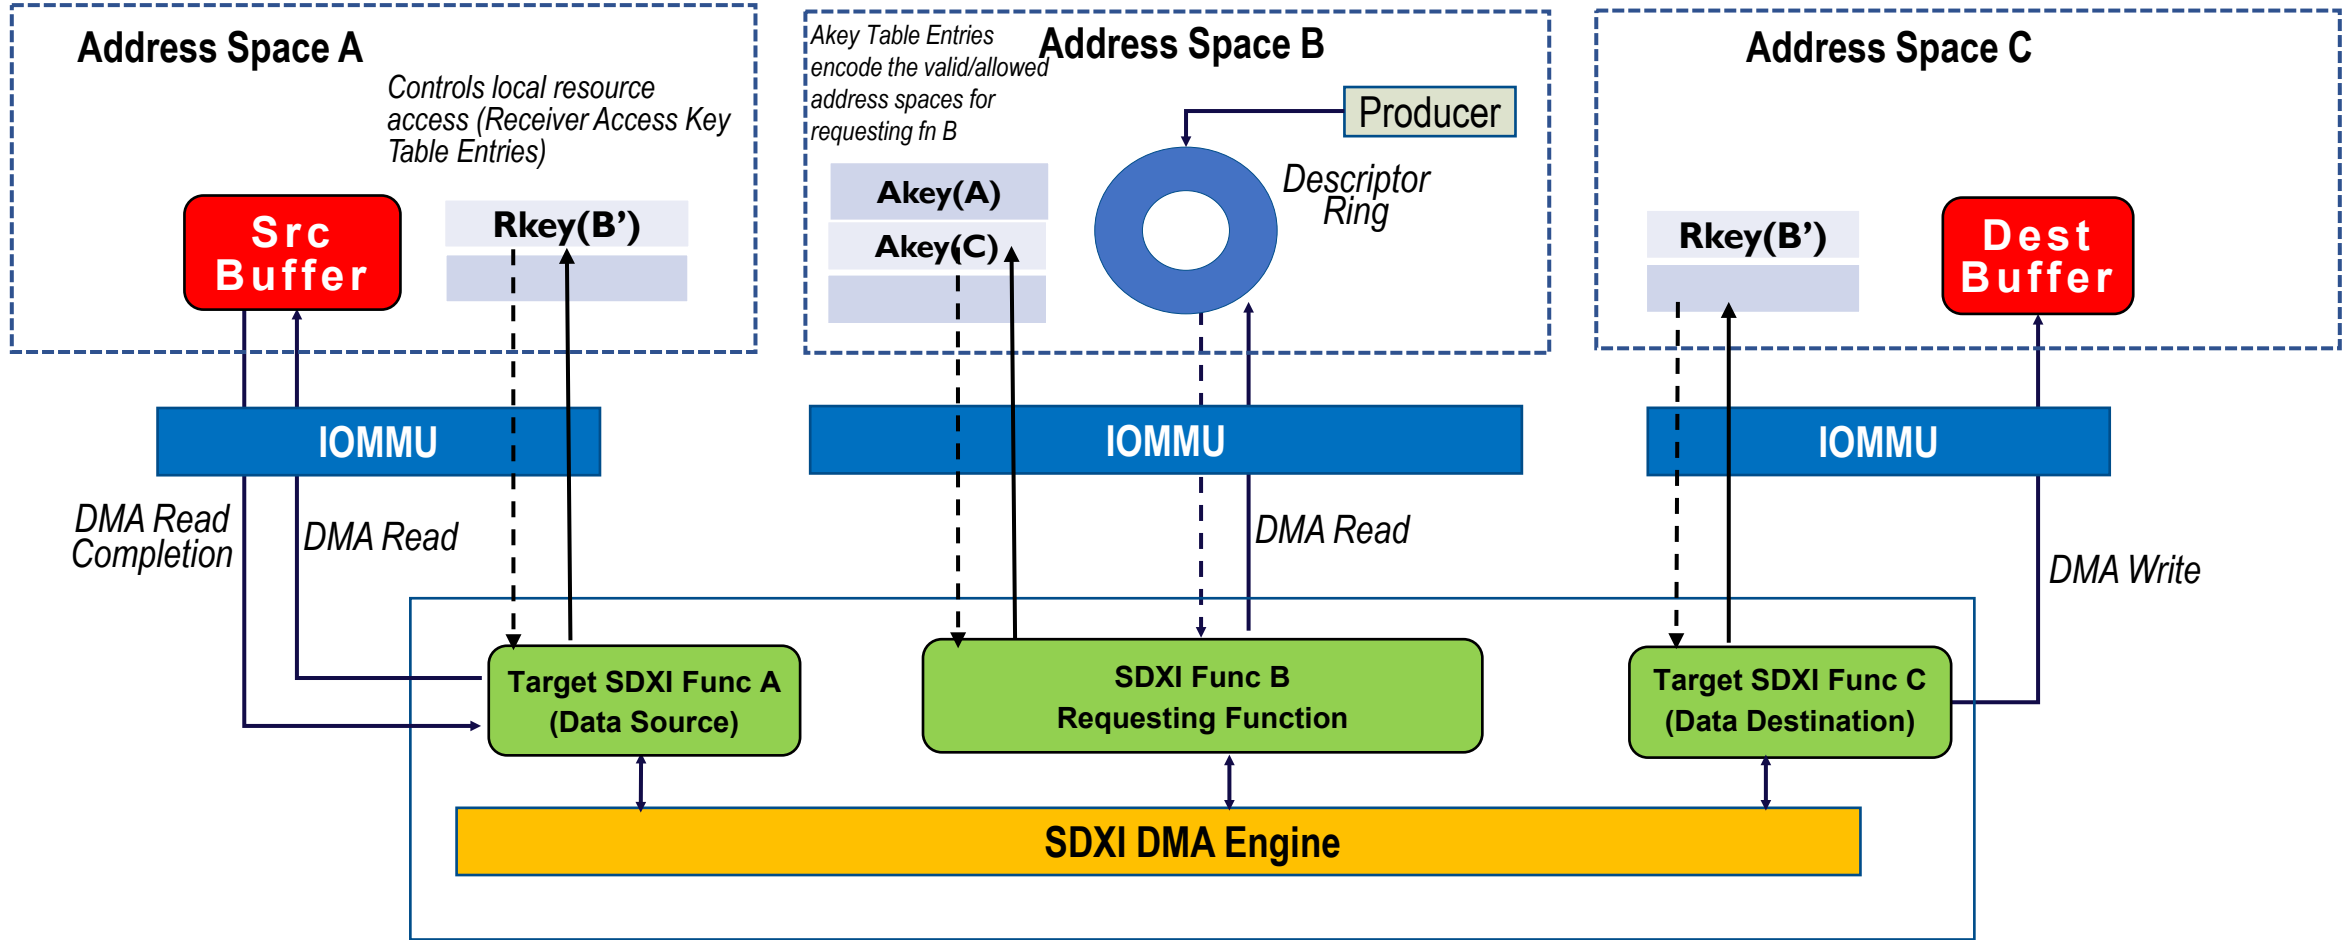 Address Space A
Controls local resource
access (Receiver Access Key
Table Entries)
Src
Buffer
Rkey(B’)
Akey Table Entries
encode the valid/allowed
address spaces for
requesting fn B
Address Space B
Producer
Akey(A)
Akey(C)
Descriptor
Ring
Address Space C
Rkey(B’)
Dest
Buffer
IOMMU
IOMMU
IOMMU
DMA Read
Completion
DMA Read
DMA Read
DMA Write
Target SDXI Func A
(Data Source)
SDXI Func B
Requesting Function
Target SDXI Func C
(Data Destination)
SDXI DMA Engine